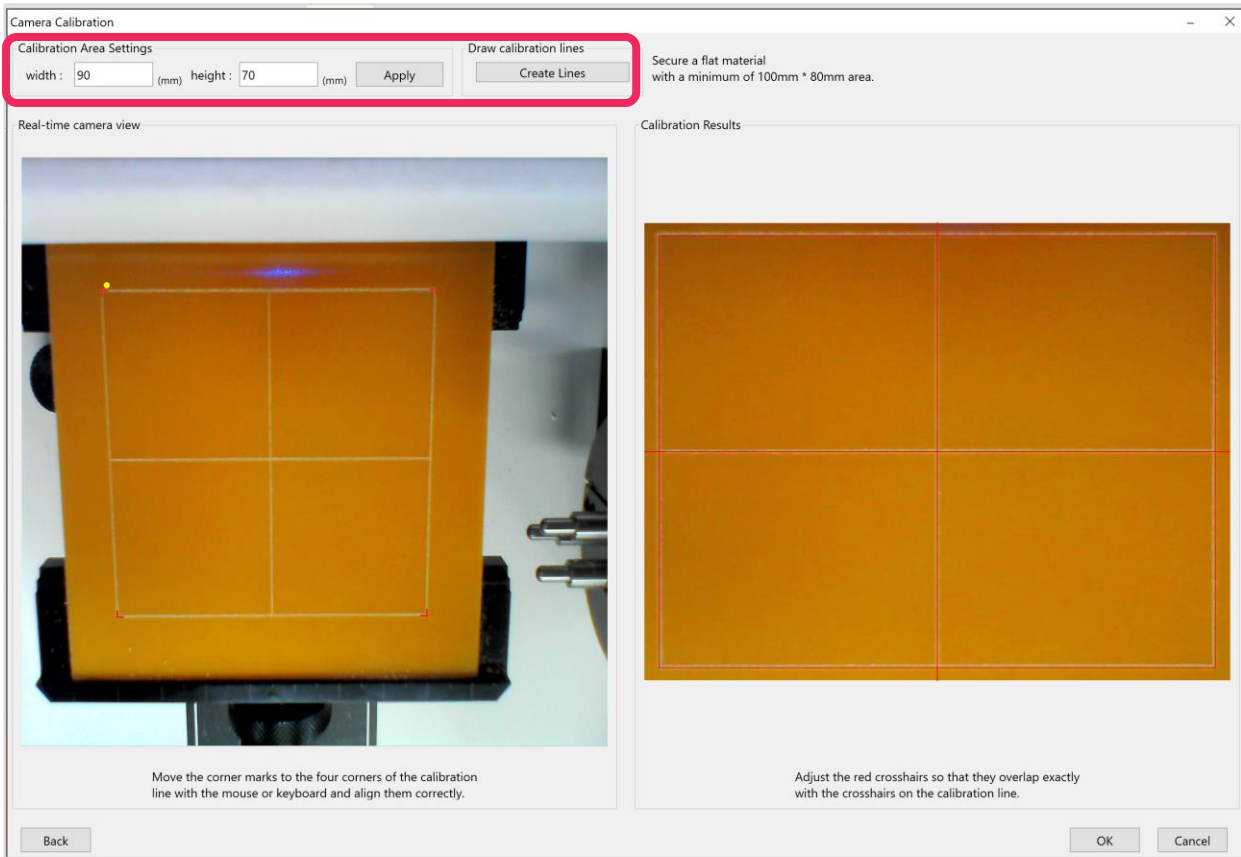 Camera Calibration
Calibration Area Settings
width : 90 (mm) height : 70 (mm) Apply
Draw calibration lines
Create Lines
Secure a flat material
with a minimum of 100mm * 80mm area.
Real-time camera view
Calibration Results
Move the corner marks to the four corners of the calibration
line with the mouse or keyboard and align them correctly.
Adjust the red crosshairs so that they overlap exactly
with the crosshairs on the calibration line.
Back
OK
Cancel